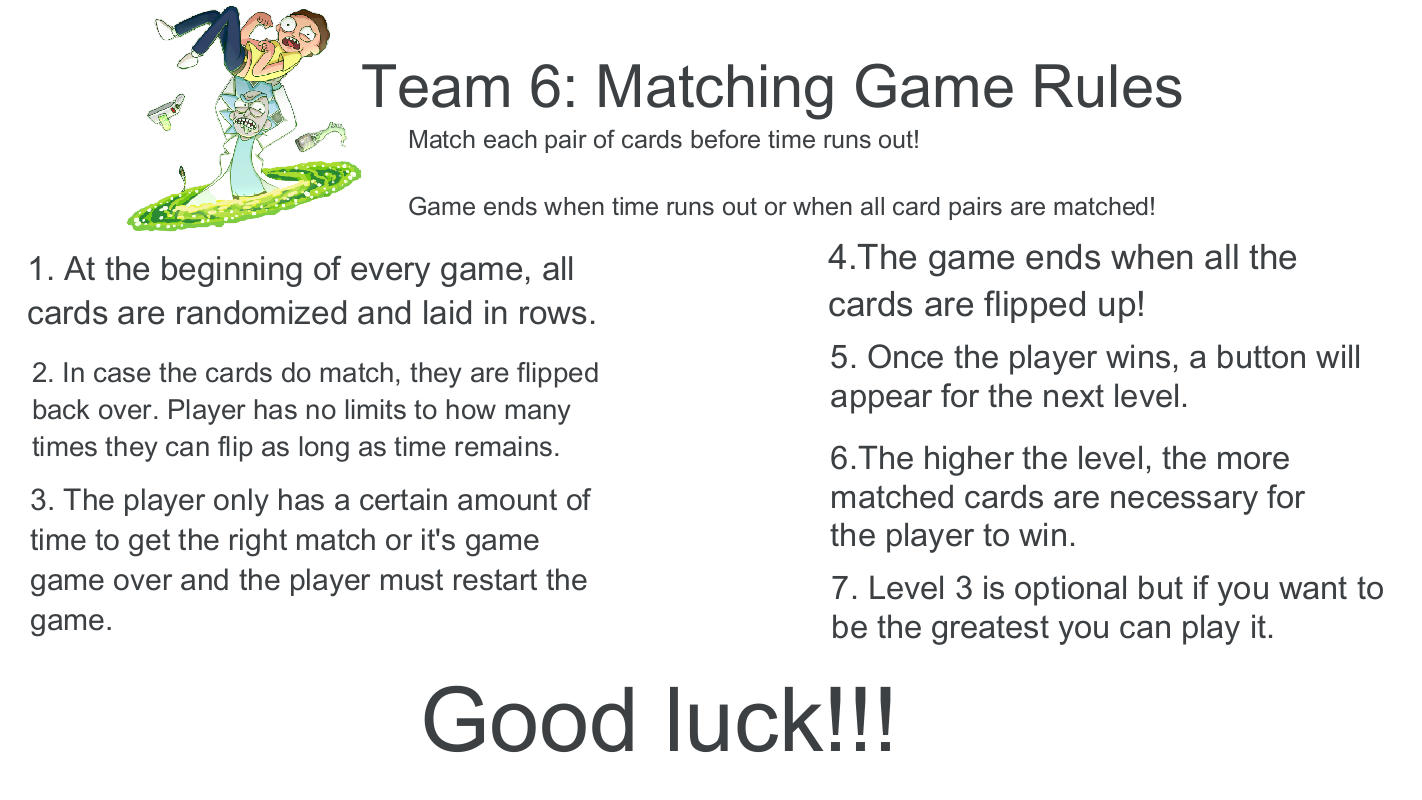 Team 6: Matching Game Rules
Match each pair of cards before time runs out!
Game ends when time runs out or when all card pairs are matched!
1. At the beginning of every game, all
cards are randomized and laid in rows.
2. In case the cards do match, they are flipped
back over. Player has no limits to how many
times they can flip as long as time remains.
3. The player only has a certain amount of
time to get the right match or it's game
game over and the player must restart the
game.
4.The game ends when all the
cards are flipped up!
5. Once the player wins, a button will
appear for the next level.
6.The higher the level, the more
matched cards are necessary for
the player to win.
7. Level 3 is optional but if you want to
be the greatest you can play it.
Good luck!!!